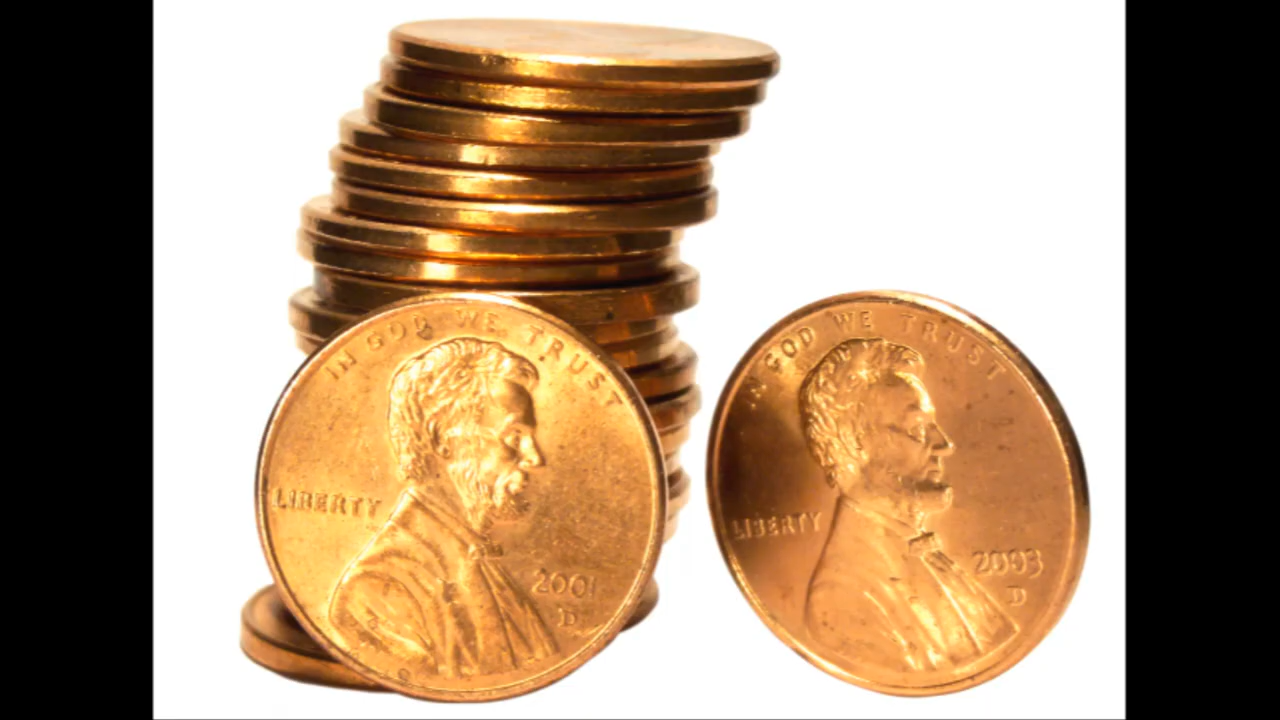 IN GOD WE TRUST
LIBERTY
2001
D
IN GOD WE TRUST
LIBERTY
2003
D